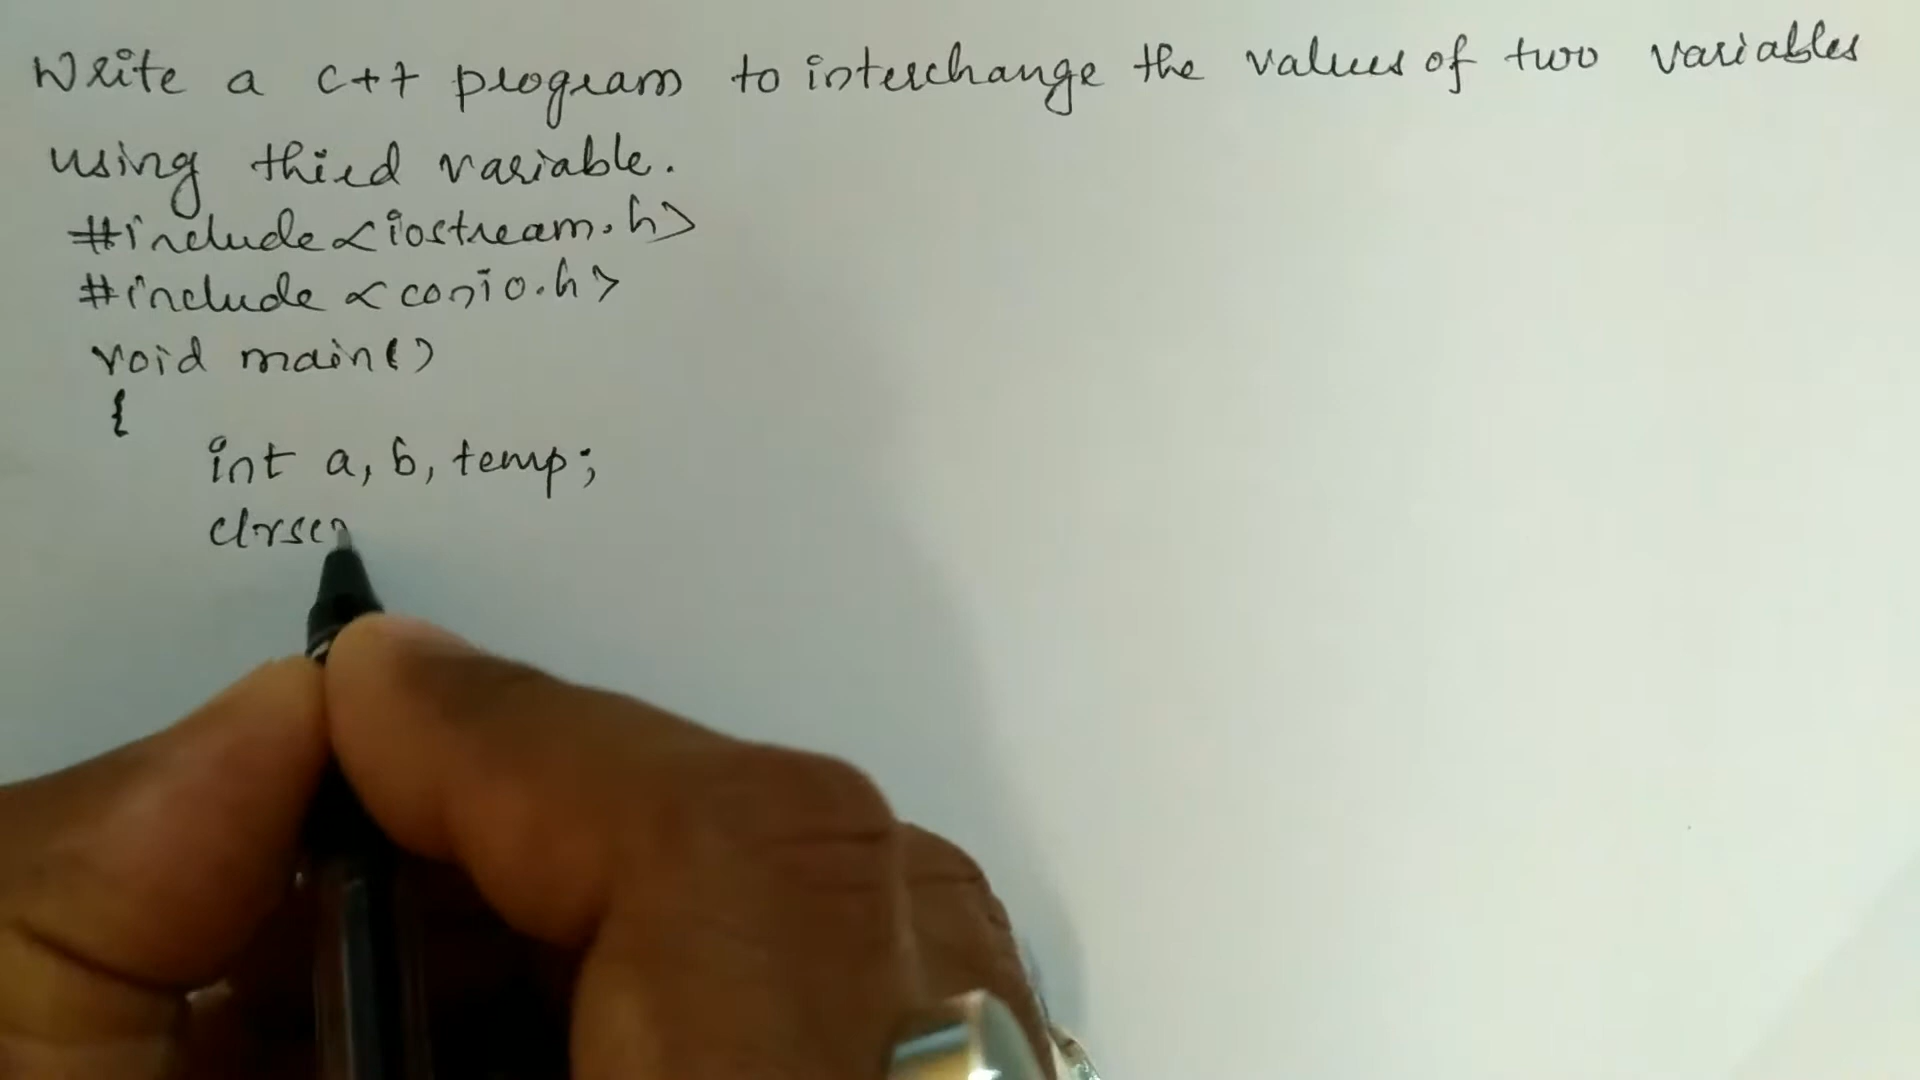 Write a c++ program to interchange the values of two variables
using third variable.
#include<iostream.h>
#include <conio.h>
void main()
{
int a, b, temp;
clrscr